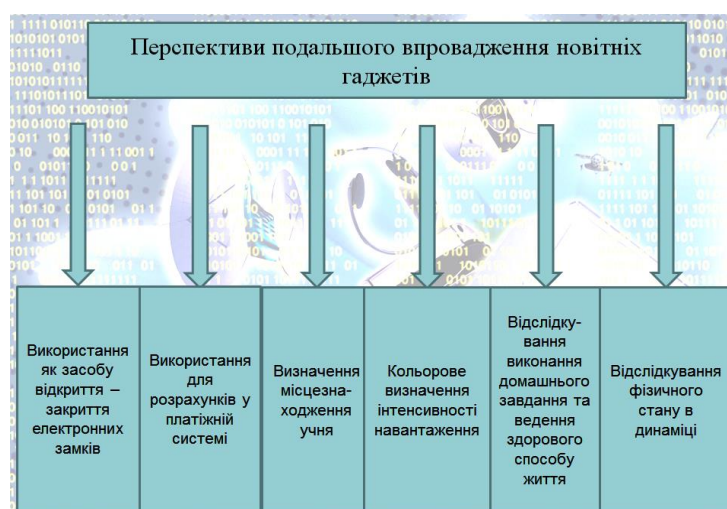 Перспективи подальшого впровадження новітніх
гаджетів
Використання
як засобу
відкриття –
закриття
електронних
замків
Використання
для
розрахунків у
платіжній
системі
Визначення
місцезна-
ходження
учня
Кольорове
визначення
інтенсивності
навантаження
Відслідку-
вання
виконання
домашнього
завдання та
ведення
здорового
способу
життя
Відслідкування
фізичного
стану в
динаміці